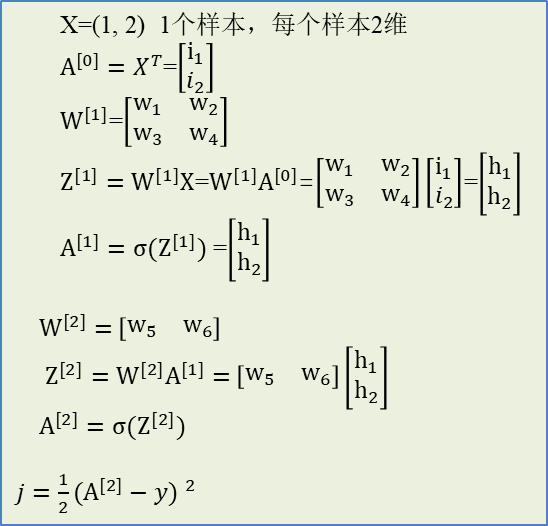 X=(1, 2) 1个样本，每个样本2维
A^[0] = X^T=[i₁ i₂]
W^[1]=[w₁ w₂ w₃ w₄]
Z^[1] = W^[1]X=W^[1]A^[0]=[w₁ w₂ w₃ w₄][i₁ i₂]=[h₁ h₂]
A^[1] = σ(Z^[1]) =[h₁ h₂]
W^[2] = [w₅ w₆]
Z^[2] = W^[2]A^[1] = [w₅ w₆][h₁ h₂]
A^[2] = σ(Z^[2])
j = 1/2 (A^[2] − y) ²